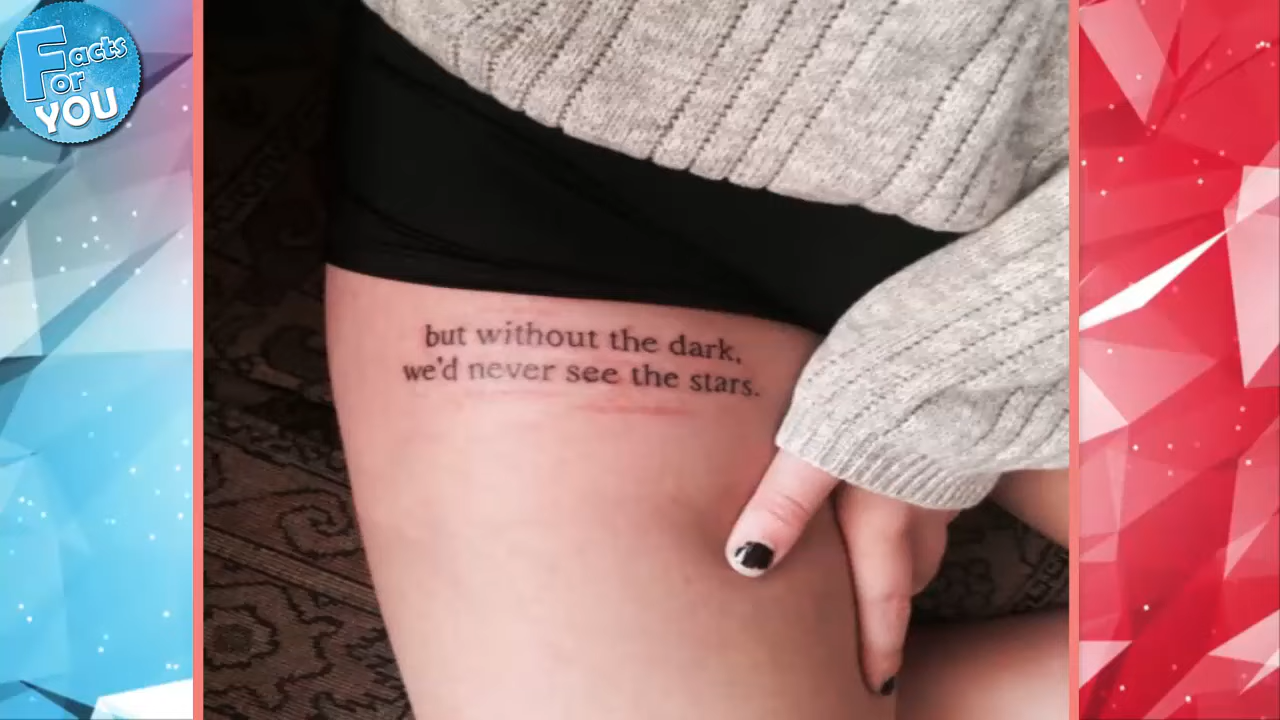 Facts
For
YOU
but without the dark,
we'd never see the stars.